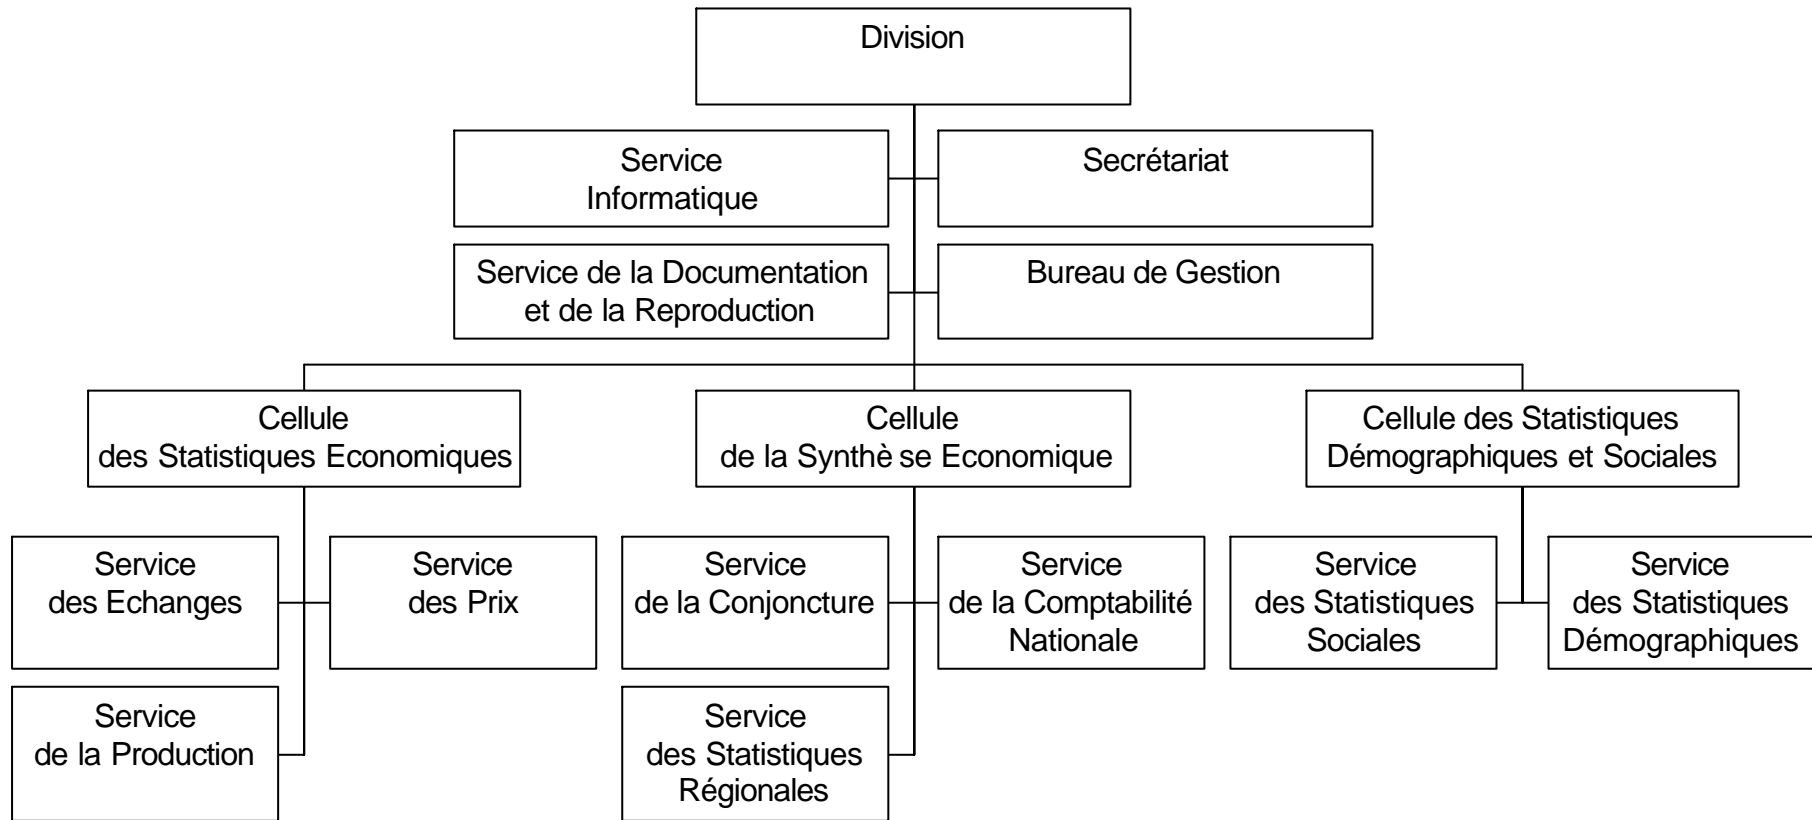 Division
Service
Informatique
Secrétariat
Service de la Documentation
et de la Reproduction
Bureau de Gestion
Cellule
des Statistiques Economiques
Cellule
de la Synthè se Economique
Cellule des Statistiques
Démographiques et Sociales
Service
des Echanges
Service
des Prix
Service
de la Conjoncture
Service
de la Comptabilité
Nationale
Service
des Statistiques
Sociales
Service
des Statistiques
Démographiques
Service
de la Production
Service
des Statistiques
Régionales